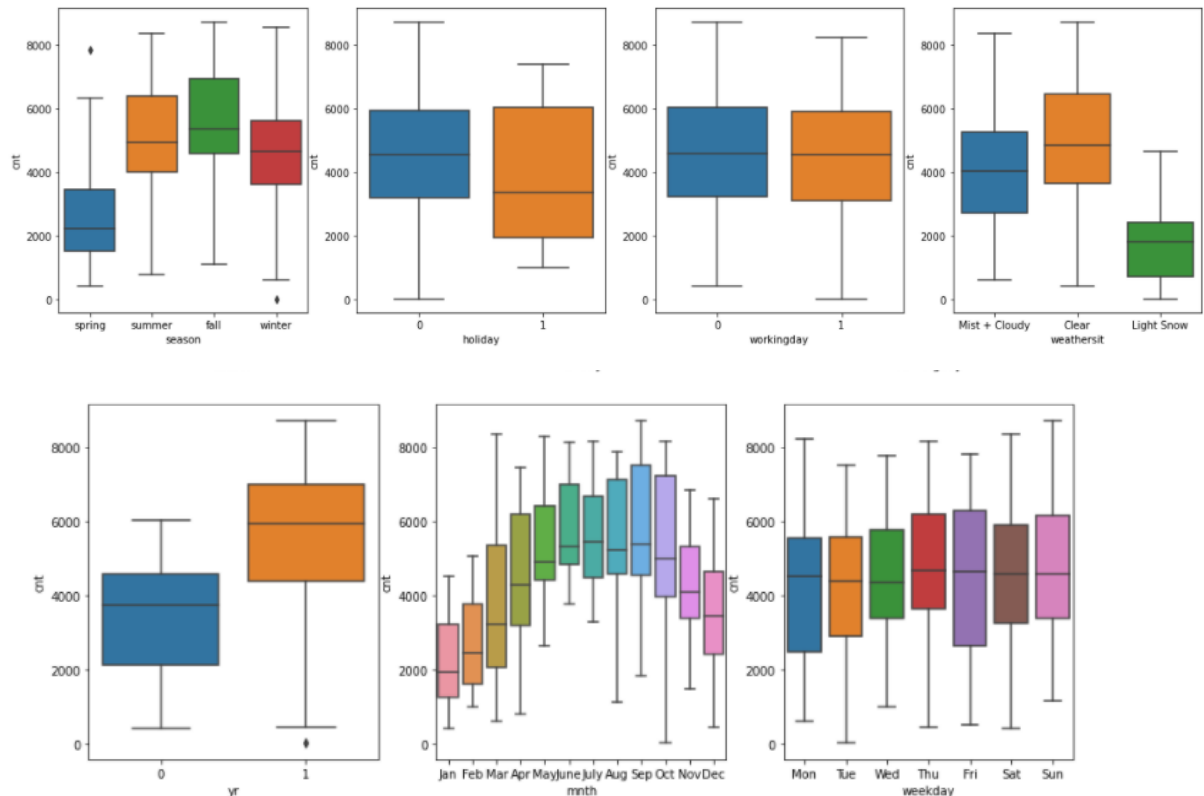 8000 6000 4000 2000 0
cnt
spring summer fall winter
season
8000 6000 4000 2000 0
cnt
0 1
holiday
8000 6000 4000 2000 0
cnt
0 1
workingday
8000 6000 4000 2000 0
cnt
Mist + Cloudy Clear Light Snow
weathersit
8000 6000 4000 2000 0
cnt
0 1
yr
8000 6000 4000 2000 0
cnt
Jan Feb Mar Apr May June July Aug Sep Oct Nov Dec
mnth
8000 6000 4000 2000 0
cnt
Mon Tue Wed Thu Fri Sat Sun
weekday